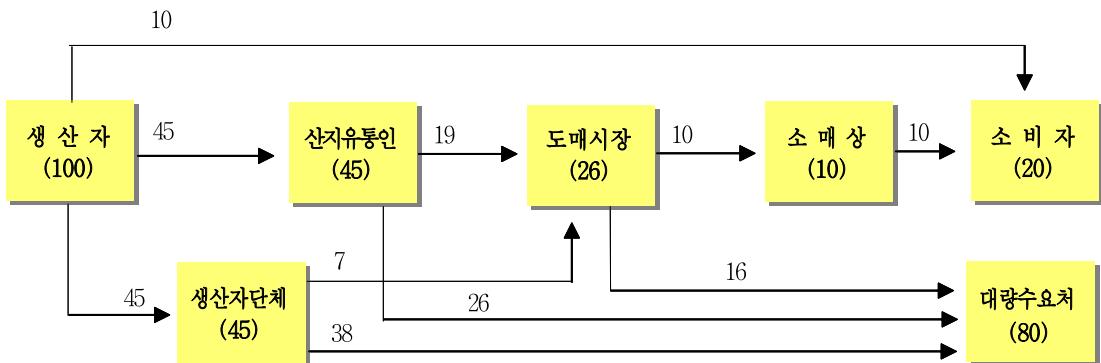 10
생 산 자
(100)
45
산지유통인
(45)
19
도매시장
(26)
10
소 매 상
(10)
10
소 비 자
(20)
45
생산자단체
(45)
7
26
38
16
대량수요처
(80)